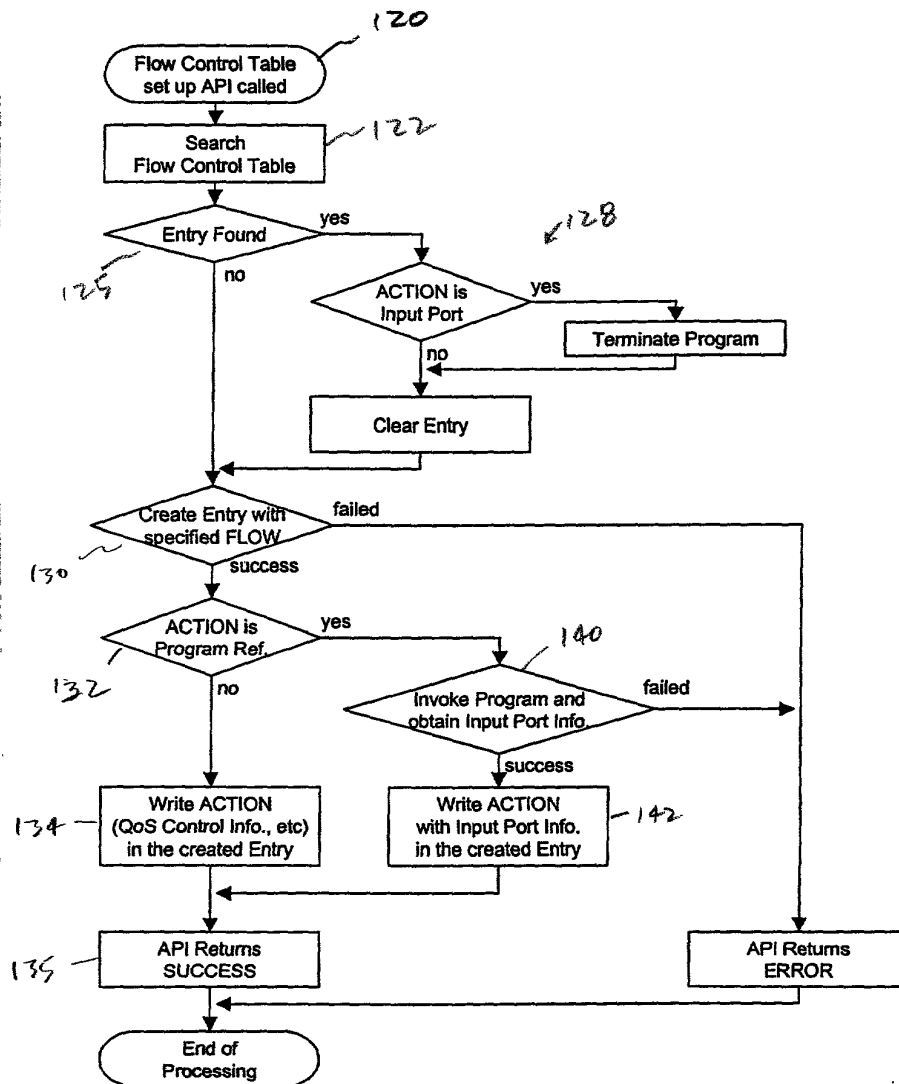 120
Flow Control Table
set up API called
122
Search
Flow Control Table
Entry Found
yes
128
125
no
ACTION is
Input Port
yes
Terminate Program
no
Clear Entry
Create Entry with
specified FLOW
failed
130
success
ACTION is
Program Ref.
yes
140
132
no
Invoke Program and
obtain Input Port Info.
failed
success
134
Write ACTION
(QoS Control Info., etc)
in the created Entry
Write ACTION
with Input Port Info.
in the created Entry
142
135
API Returns
SUCCESS
API Returns
ERROR
End of
Processing